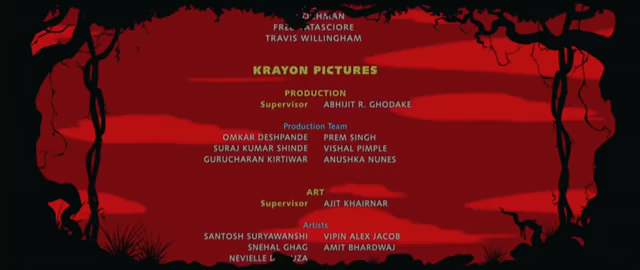 FRED TATASCIORE
TRAVIS WILLINGHAM
KRAYON PICTURES
PRODUCTION
Supervisor ABHIJIT R. GHODAKE
Production Team
OMKAR DESHPANDE PREM SINGH
SURAJ KUMAR SHINDE VISHAL PIMPLE
GURUCHARAN KIRTIWAR ANUSHKA NUNES
ART
Supervisor AJIT KHAIRNAR
Artists
SANTOSH SURYAWANSHI VIPIN ALEX JACOB
SNEHAL GHAG AMIT BHARDWAJ
NEVIELLE